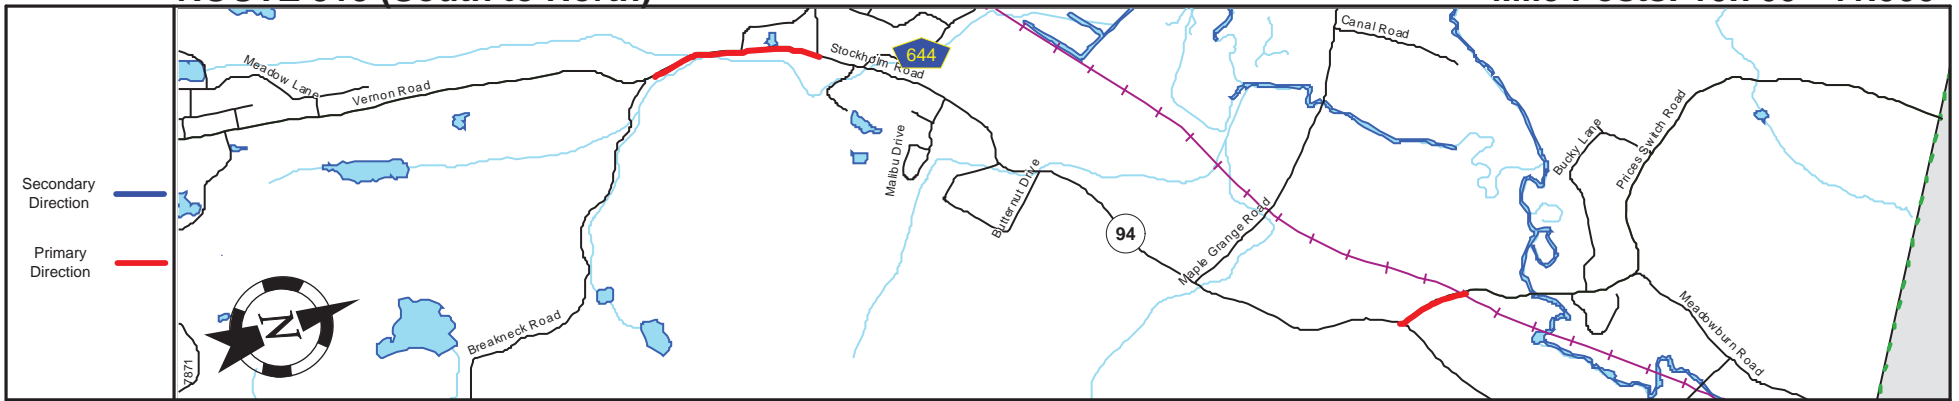 Secondary
Direction
Primary
Direction
Meadow Lane
Vernon Road
Stockholm Road
644
Malibu Drive
Butternut Drive
94
Maple Grange Road
Canal Road
Bucky Lane
Prices Switch Road
Meadowburn Road
Breakneck Road
7871
N